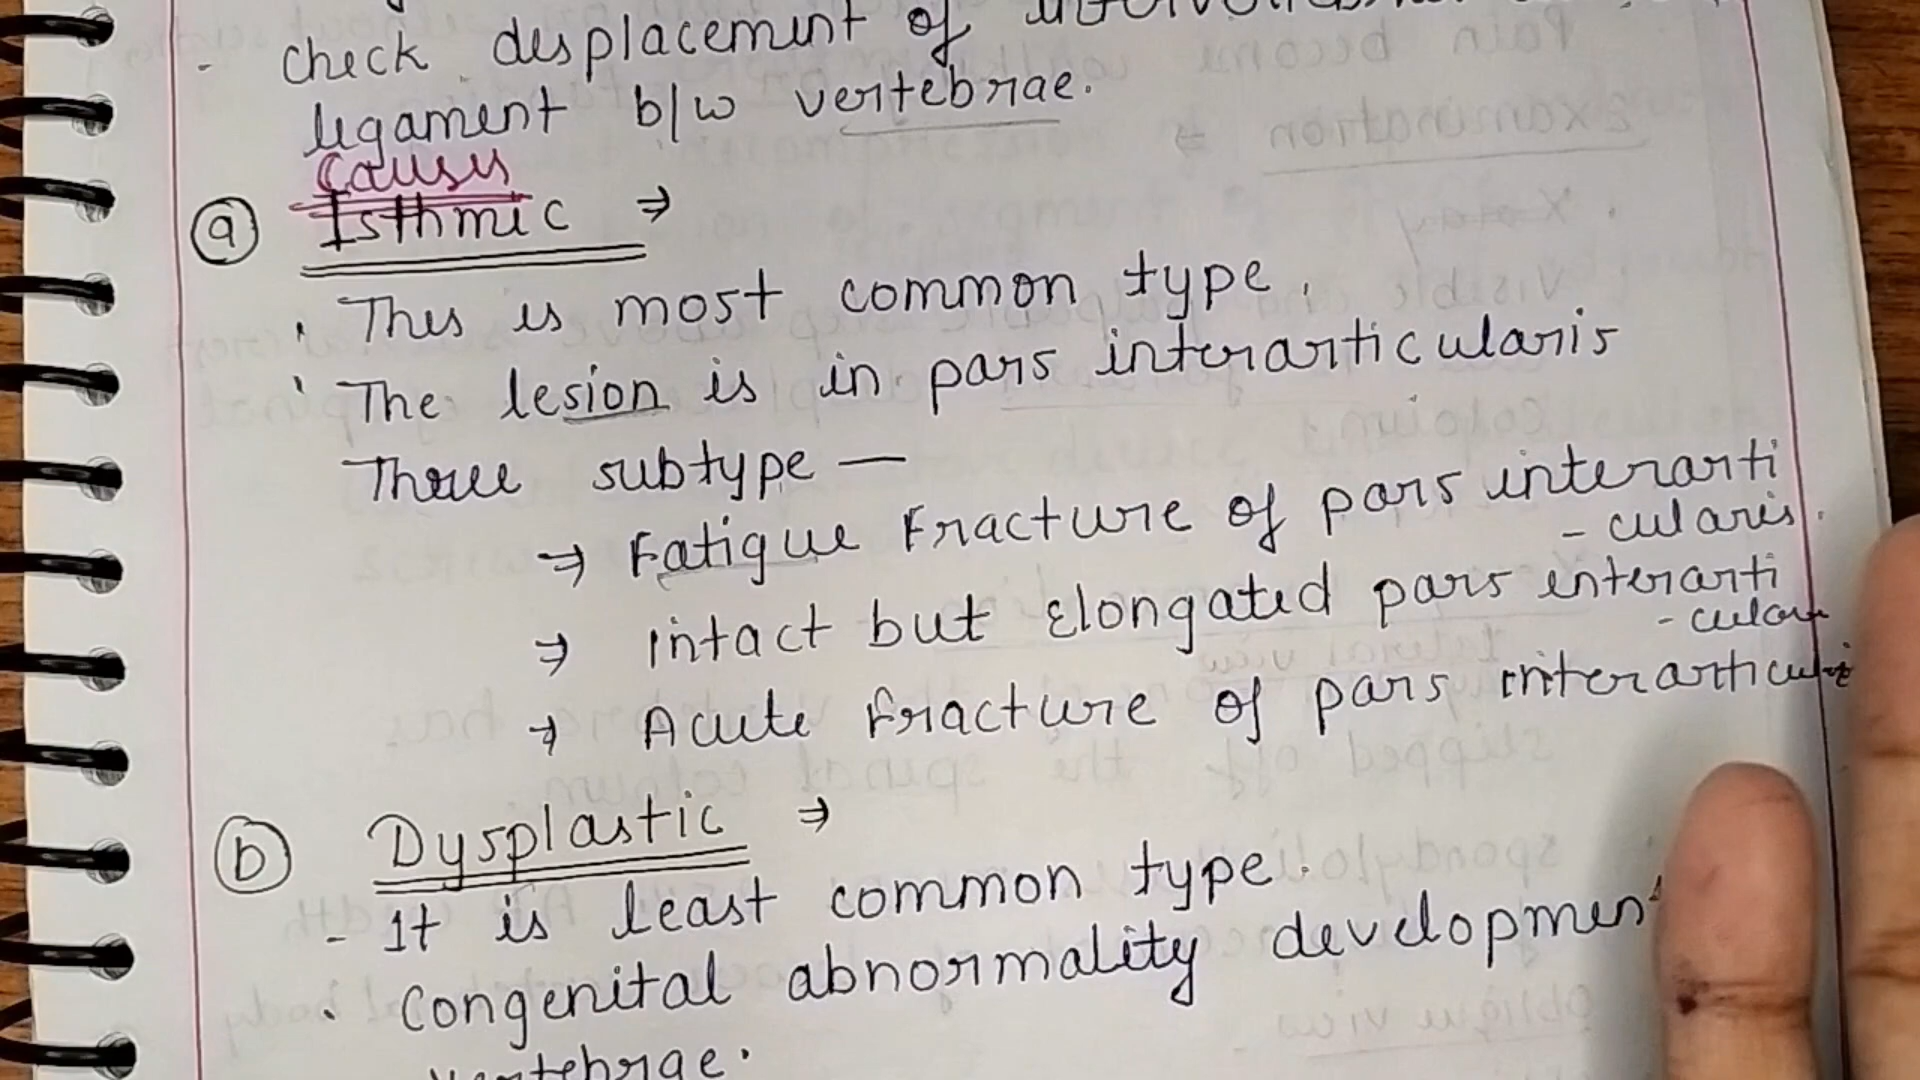 - check displacement of
ligament b/w vertebrae.
Causes
(a) Isthmic ⇒
• This is most common type.
• The lesion is in pars interarticularis
Three subtype —
⇒ Fatigue Fracture of pars interarti
- cularis.
⇒ intact but Elongated pars interarti
- cular
⇒ Acute Fracture of pars interarticul
(b) Dysplastic ⇒
- It is least common type.
• Congenital abnormality development
vertebrae.